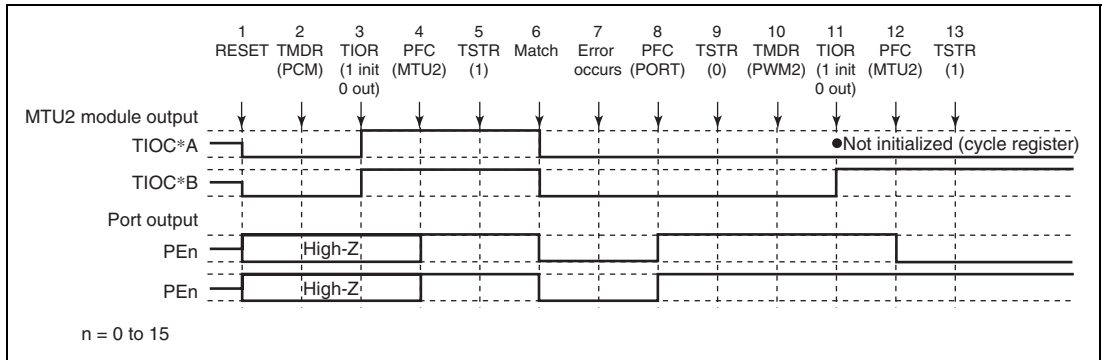 1 2 3 4 5 6 7 8 9 10 11 12 13
RESET TMDR TIOR PFC TSTR Match Error PFC TSTR TMDR TIOR PFC TSTR
(PCM) (1 init (MTU2) (1) occurs (PORT) (0) (PWM2) (1 init (MTU2) (1)
0 out) 0 out)
MTU2 module output
TIOC*A ●Not initialized (cycle register)
TIOC*B
Port output
PEn High-Z
PEn High-Z
n = 0 to 15